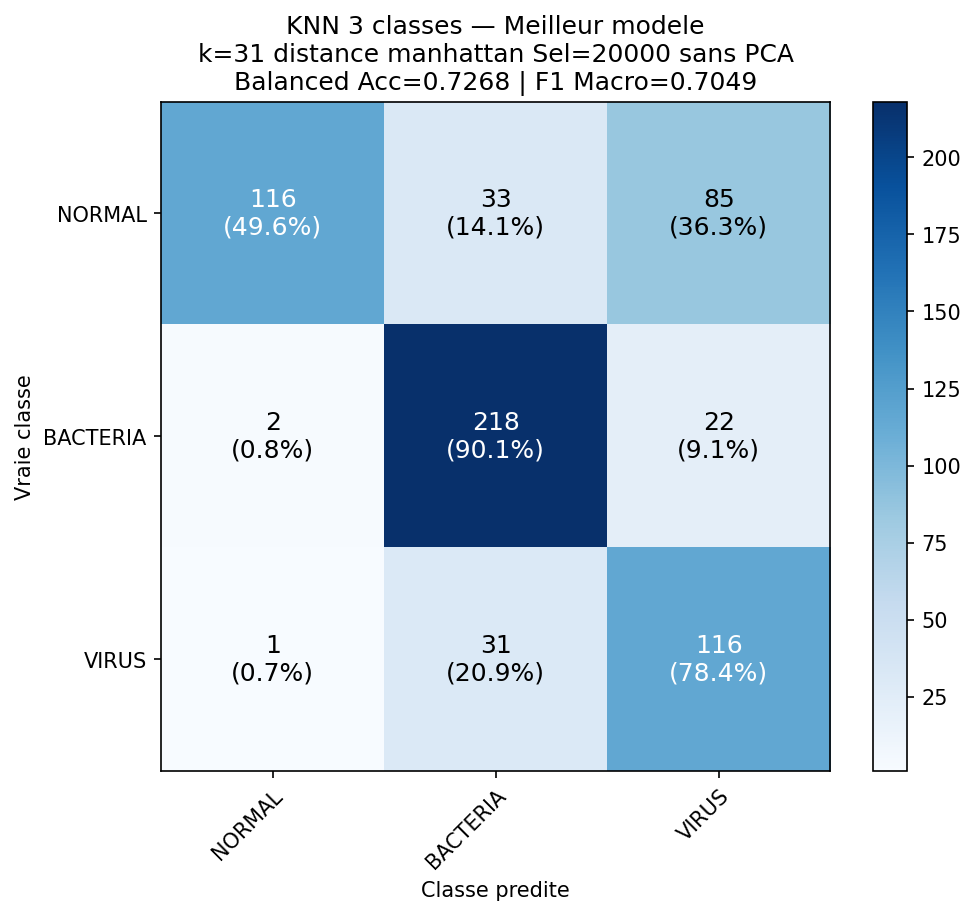 KNN 3 classes — Meilleur modele
k=31 distance manhattan Sel=20000 sans PCA
Balanced Acc=0.7268 | F1 Macro=0.7049
NORMAL
116
(49.6%)
33
(14.1%)
85
(36.3%)
BACTERIA
2
(0.8%)
218
(90.1%)
22
(9.1%)
VIRUS
1
(0.7%)
31
(20.9%)
116
(78.4%)
Vraie classe
NORMAL
BACTERIA
VIRUS
Classe predite
200
175
150
125
100
75
50
25